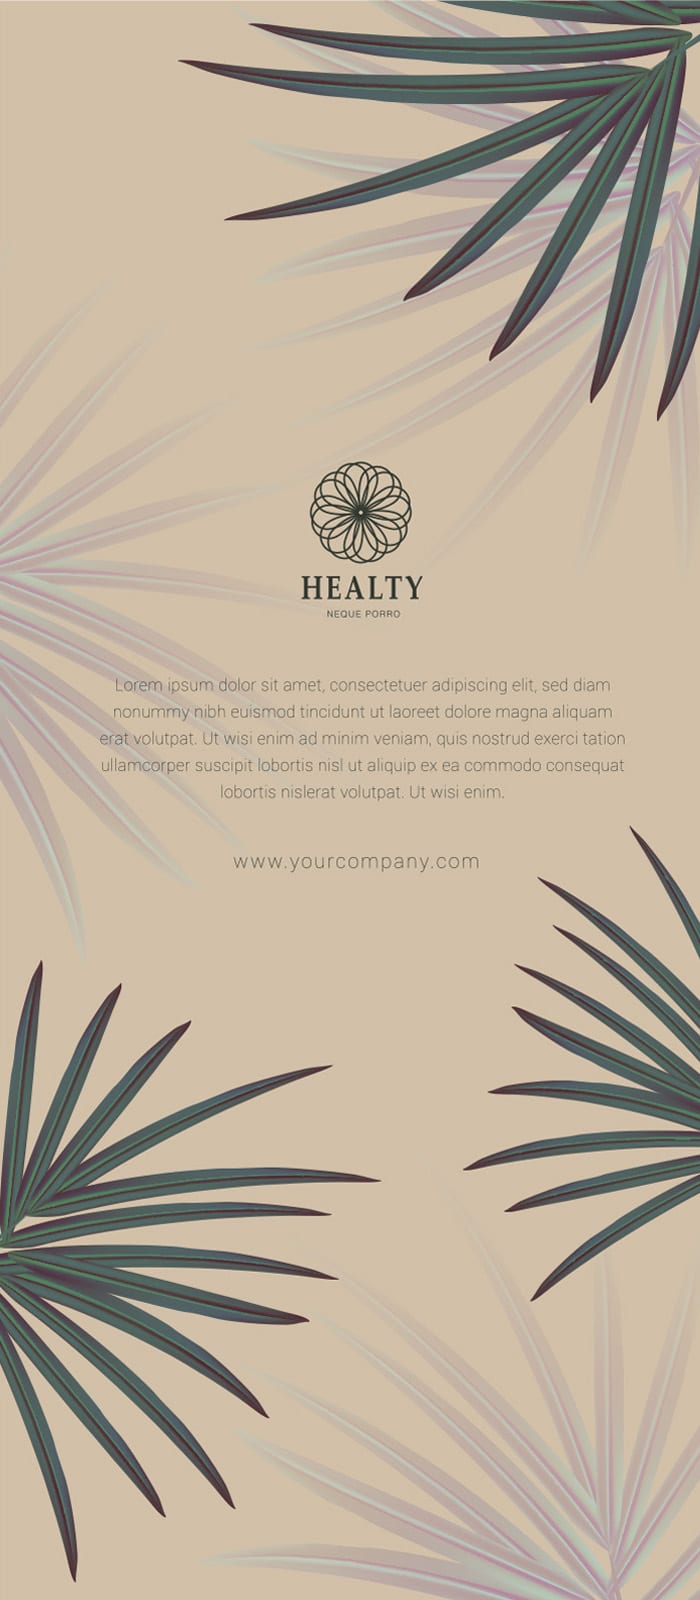 HEALTY
NEQUE PORRO
Lorem ipsum dolor sit amet, consectetuer adipiscing elit, sed diam
nonummy nibh euismod tincidunt ut laoreet dolore magna aliquam
erat volutpat. Ut wisi enim ad minim veniam, quis nostrud exerci tation
ullamcorper suscipit lobortis nisl ut aliquip ex ea commodo consequat
lobortis nislerat volutpat. Ut wisi enim.
www.yourcompany.com